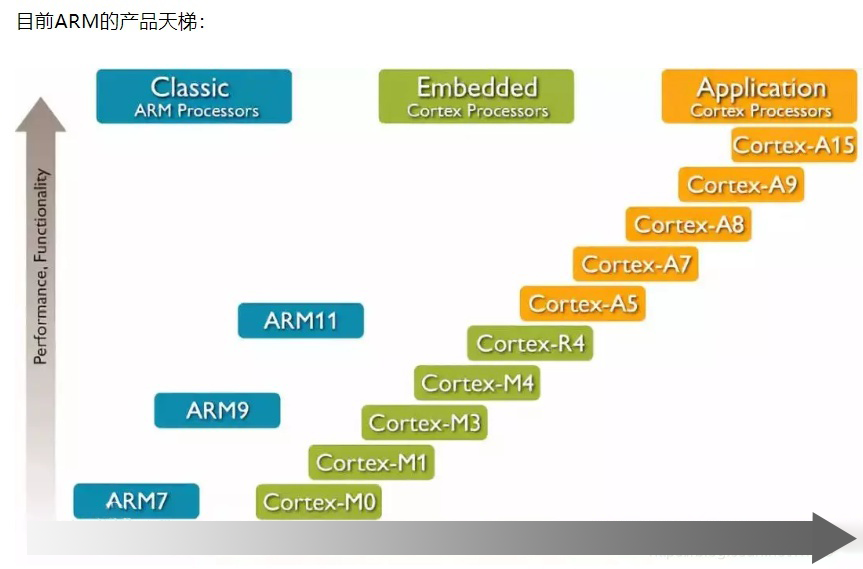 目前ARM的产品天梯：
Classic
ARM Processors
Embedded
Cortex Processors
Application
Cortex Processors
Cortex-A15
Cortex-A9
Cortex-A8
Cortex-A7
Cortex-A5
ARM11
Cortex-R4
Cortex-M4
ARM9
Cortex-M3
Cortex-M1
ARM7
Cortex-M0
Performance, Functionality